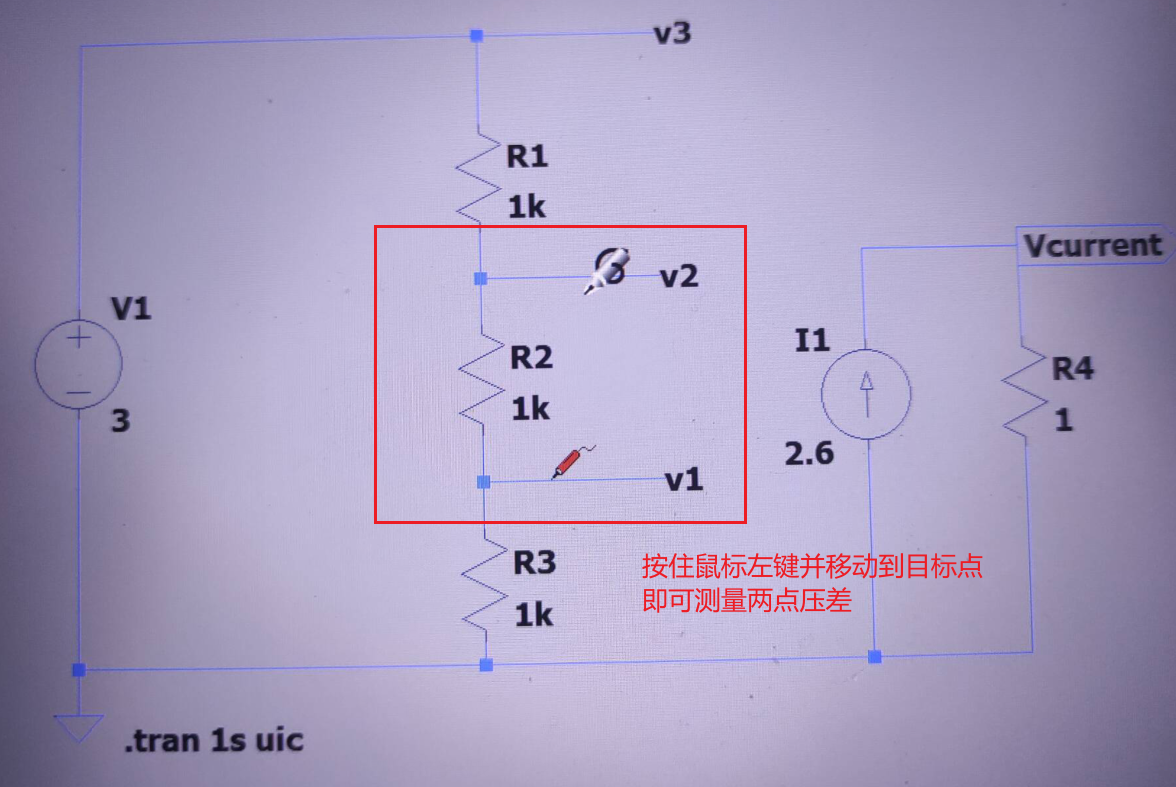 v3
R1
1k
v2
V1
3
R2
1k
v1
R3
1k
I1
2.6
Vcurrent
R4
1
按住鼠标左键并移动到目标点
即可测量两点压差
.tran 1s uic